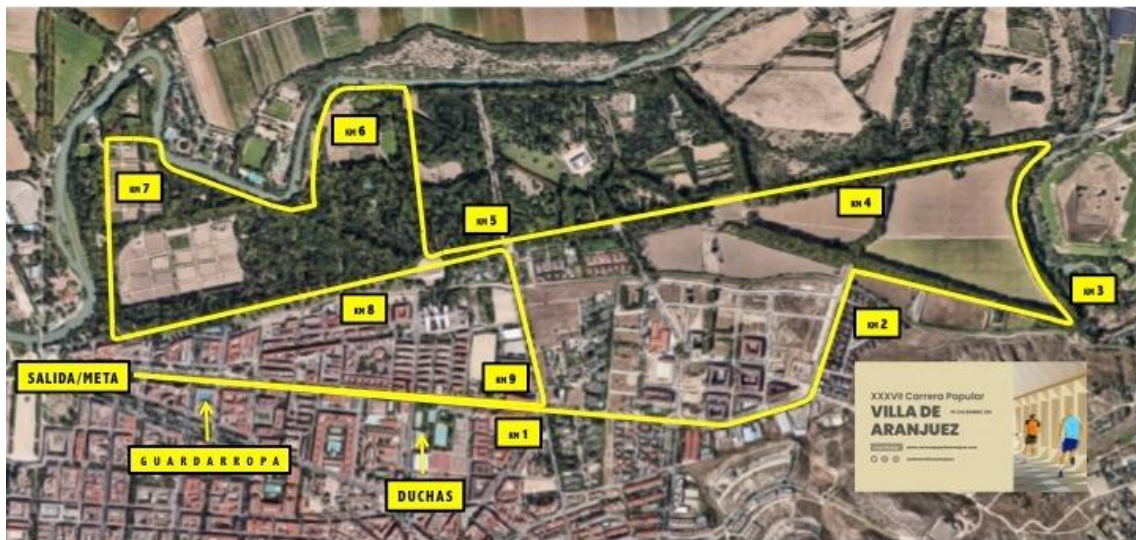 KM 6
KM 7
KM 5
KM 4
KM 3
KM 8
KM 2
SALIDA/META
KM 9
KM 1
GUARDARROPA
DUCHAS
XXXVII Carrera Popular
VILLA DE
ARANJUEZ